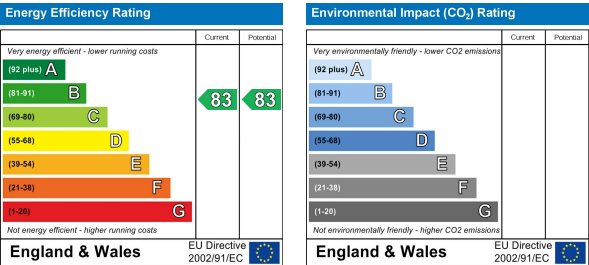 Energy Efficiency Rating
Current Potential
Very energy efficient - lower running costs
(92 plus) A
(81-91) B
83 83
(69-80) C
(55-68) D
(39-54) E
(21-38) F
(1-20) G
Not energy efficient - higher running costs
England & Wales
EU Directive
2002/91/EC
Environmental Impact (CO₂) Rating
Current Potential
Very environmentally friendly - lower CO2 emissions
(92 plus) A
(81-91) B
(69-80) C
(55-68) D
(39-54) E
(21-38) F
(1-20) G
Not environmentally friendly - higher CO2 emissions
England & Wales
EU Directive
2002/91/EC